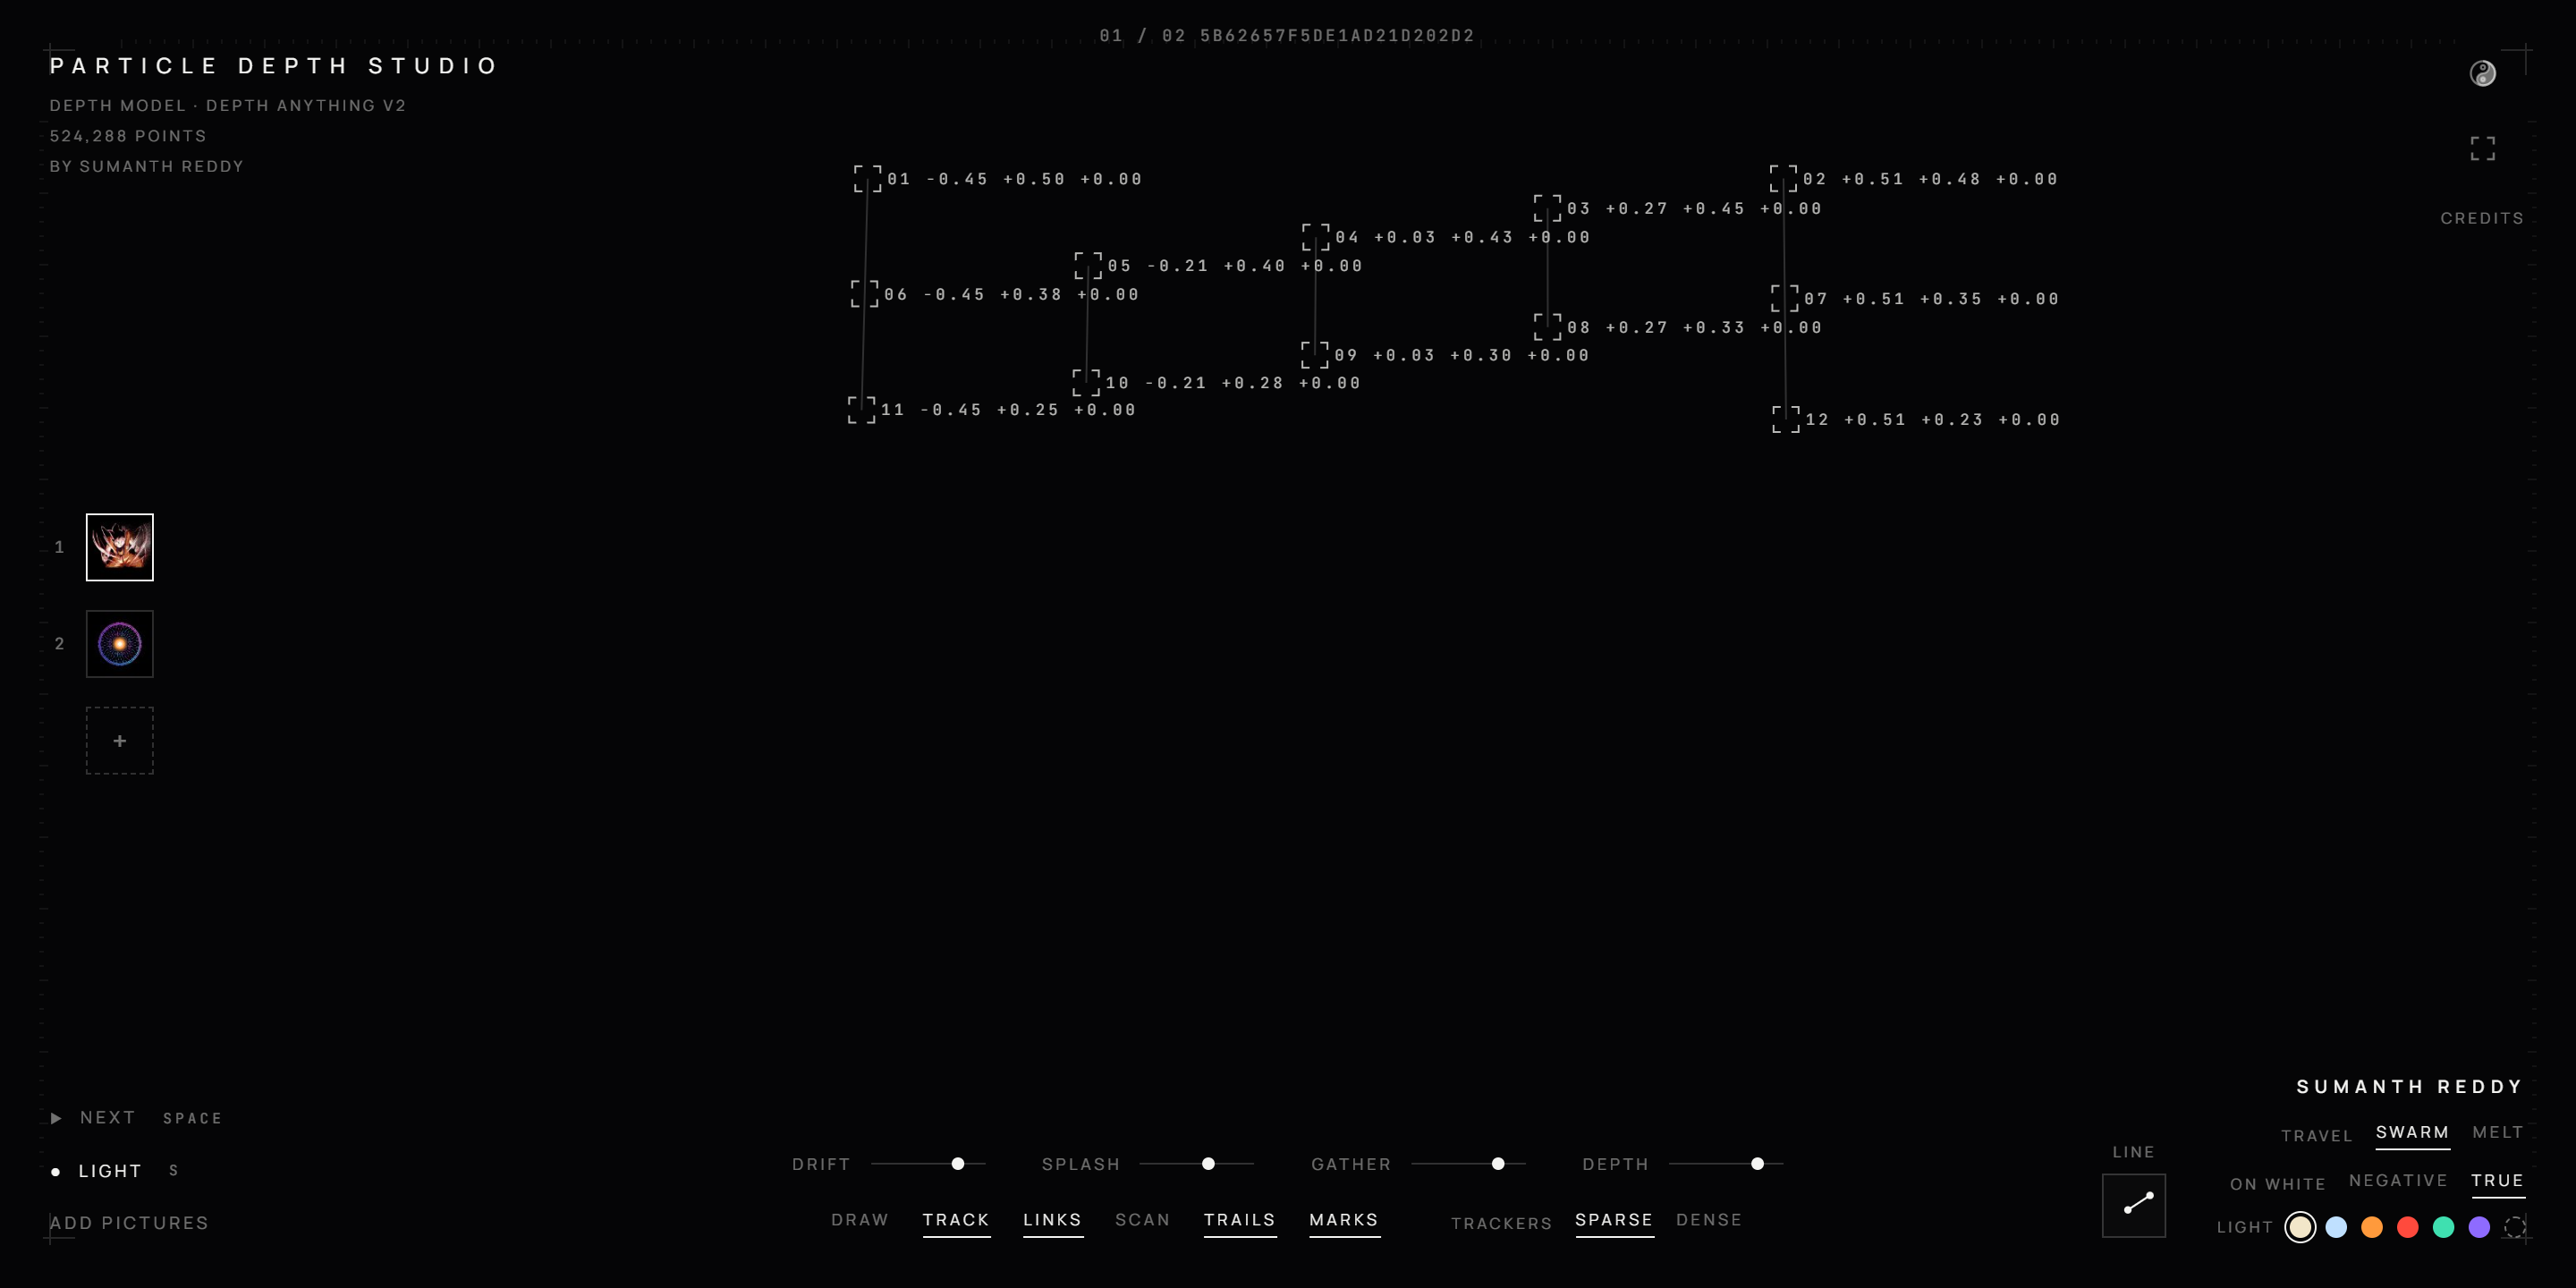 01 / 02 5B62657F5DE1AD21D202D2
PARTICLE DEPTH STUDIO
DEPTH MODEL · DEPTH ANYTHING V2
524,288 POINTS
BY SUMANTH REDDY
CREDITS
01 -0.45 +0.50 +0.00
02 +0.51 +0.48 +0.00
03 +0.27 +0.45 +0.00
04 +0.03 +0.43 +0.00
05 -0.21 +0.40 +0.00
06 -0.45 +0.38 +0.00
07 +0.51 +0.35 +0.00
08 +0.27 +0.33 +0.00
09 +0.03 +0.30 +0.00
10 -0.21 +0.28 +0.00
11 -0.45 +0.25 +0.00
12 +0.51 +0.23 +0.00
1
2
+
NEXT SPACE
LIGHT S
ADD PICTURES
DRIFT SPLASH GATHER DEPTH
DRAW TRACK LINKS SCAN TRAILS MARKS TRACKERS SPARSE DENSE
LINE
SUMANTH REDDY
TRAVEL SWARM MELT
ON WHITE NEGATIVE TRUE
LIGHT